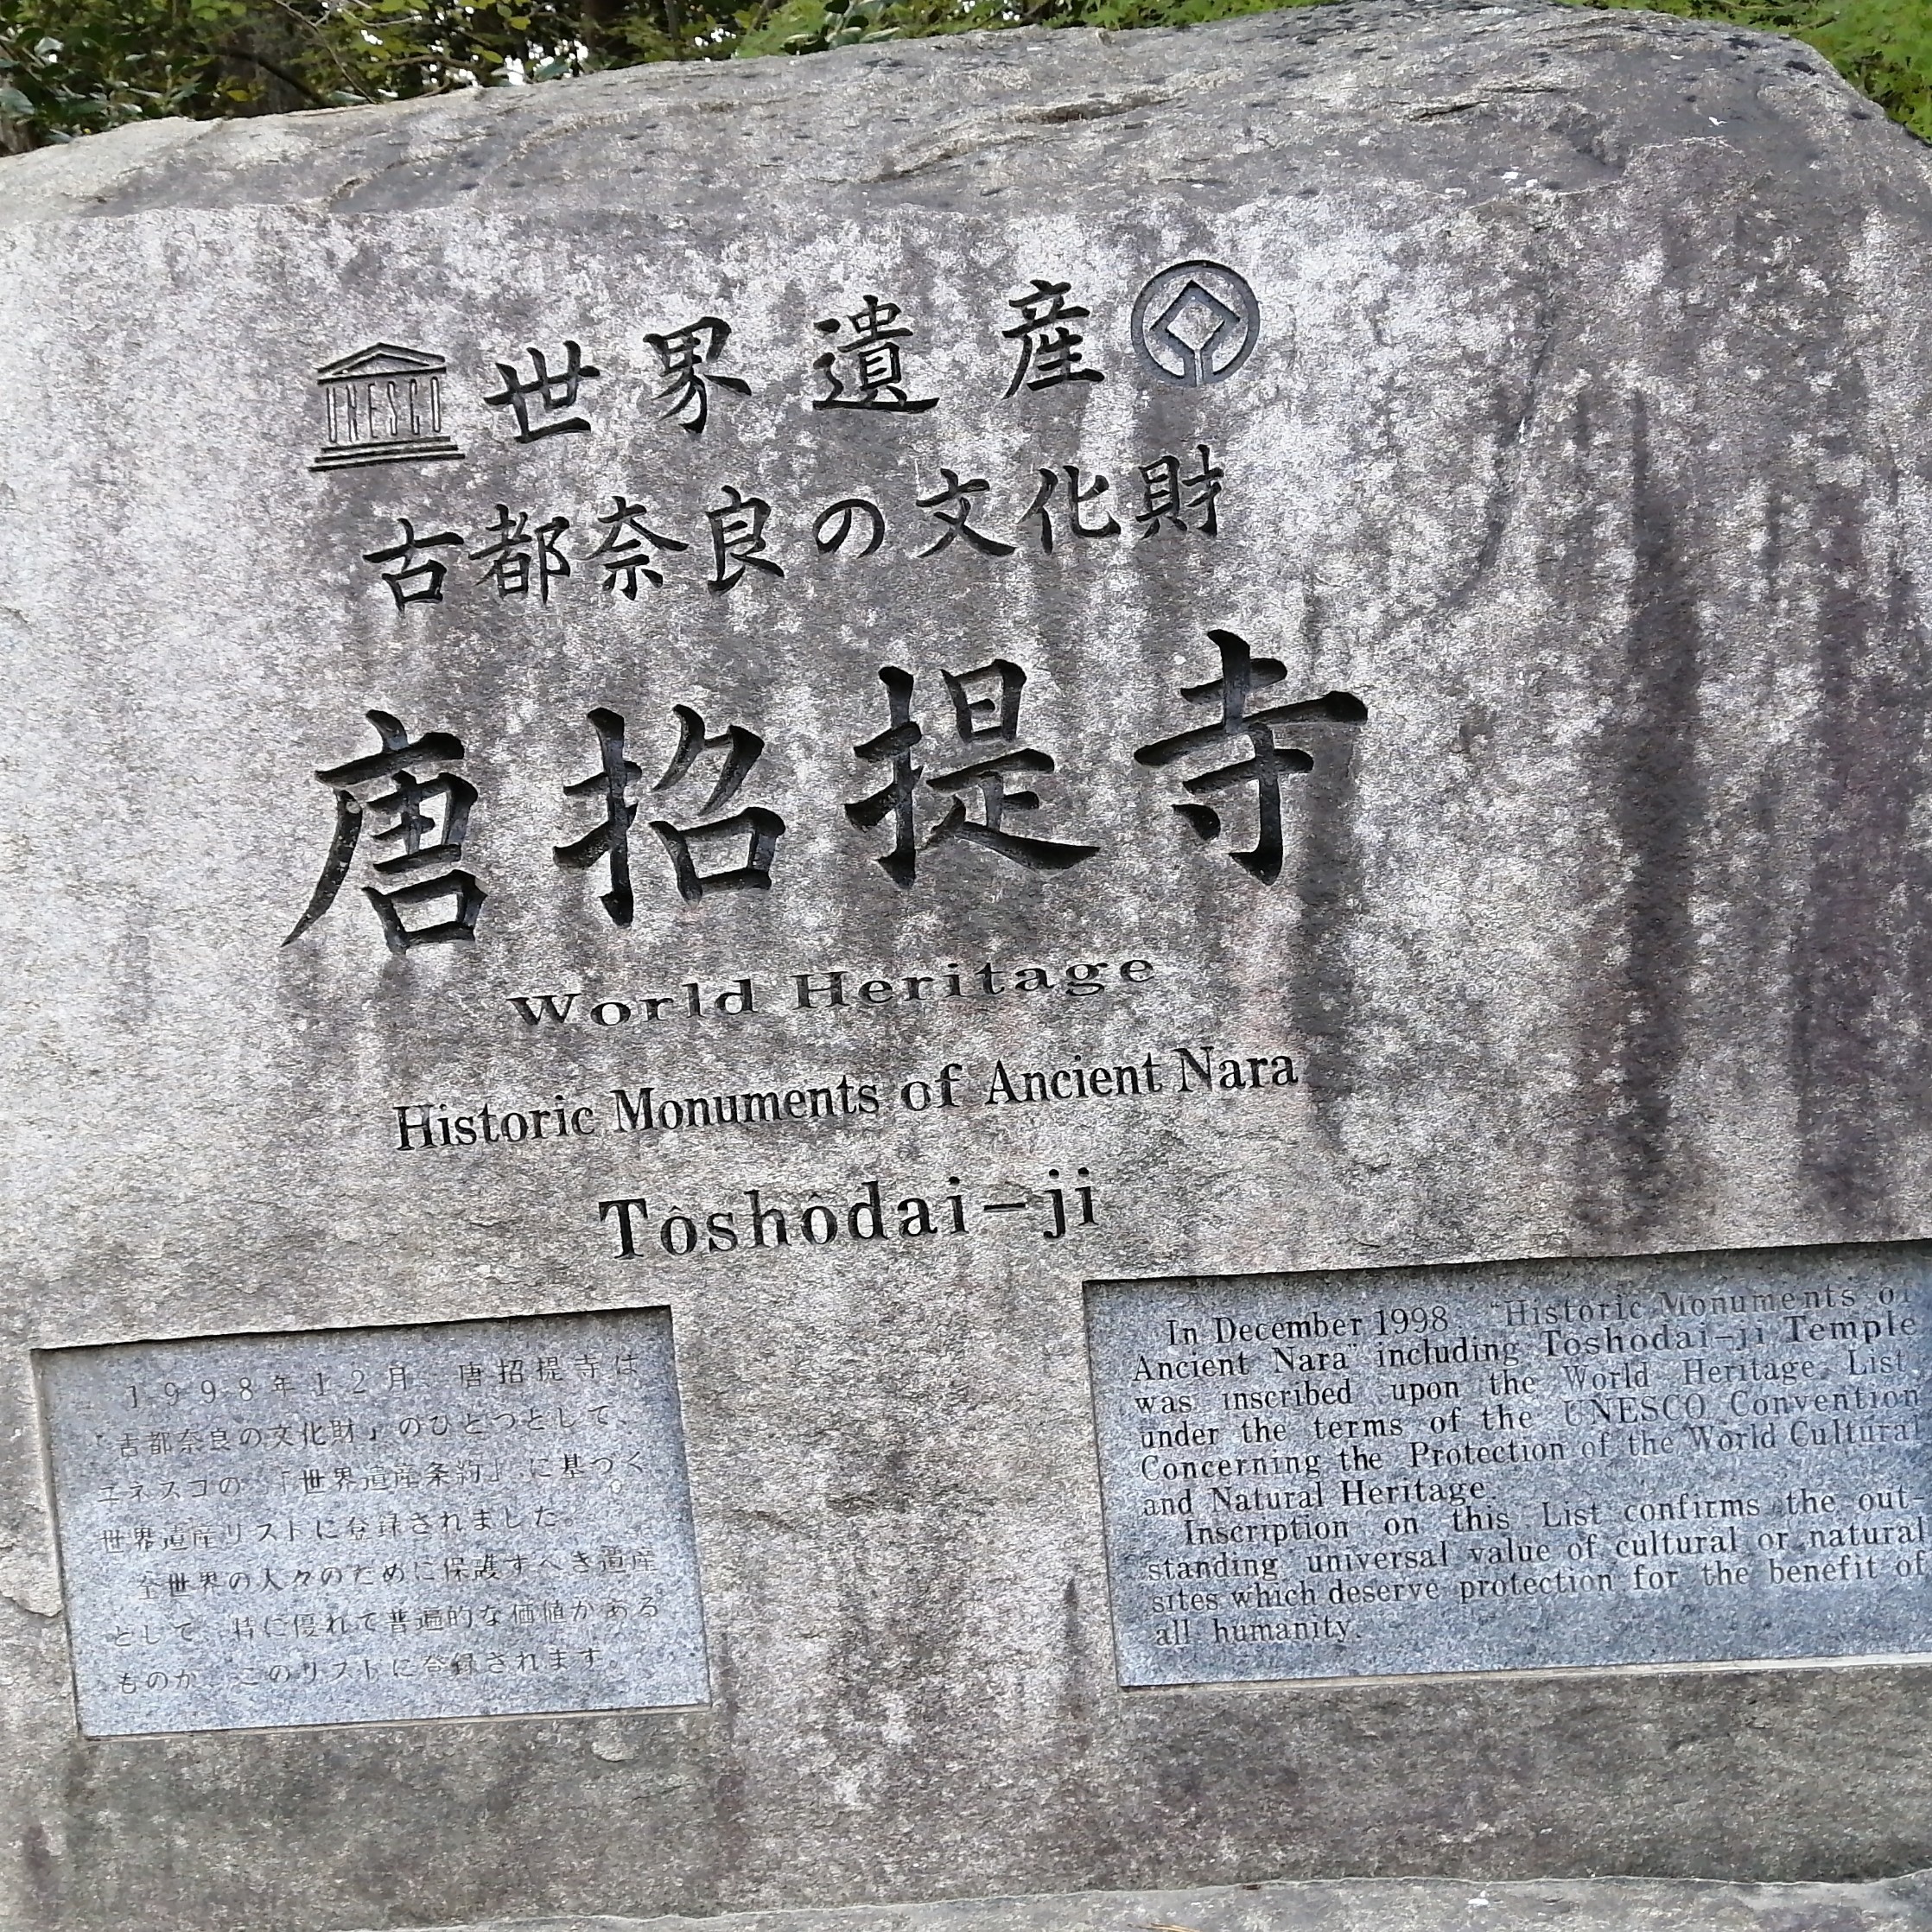 UNESCO 世界遺産
古都奈良の文化財
唐招提寺
World Heritage
Historic Monuments of Ancient Nara
Tôshôdai-ji
1998年12月、唐招提寺は
「古都奈良の文化財」のひとつとして、
ユネスコの「世界遺産条約」に基づく
世界遺産リストに登録されました。
全世界の人々のために保護すべき遺産
として、特に優れて普遍的な価値がある
ものが、このリストに登録されます。
In December 1998, "Historic Monuments of
Ancient Nara" including Toshodai-ji Temple
was inscribed upon the World Heritage List,
under the terms of the UNESCO Convention
Concerning the Protection of the World Cultural
and Natural Heritage.
Inscription on this List confirms the out-
standing universal value of cultural or natural
sites which deserve protection for the benefit of
all humanity.